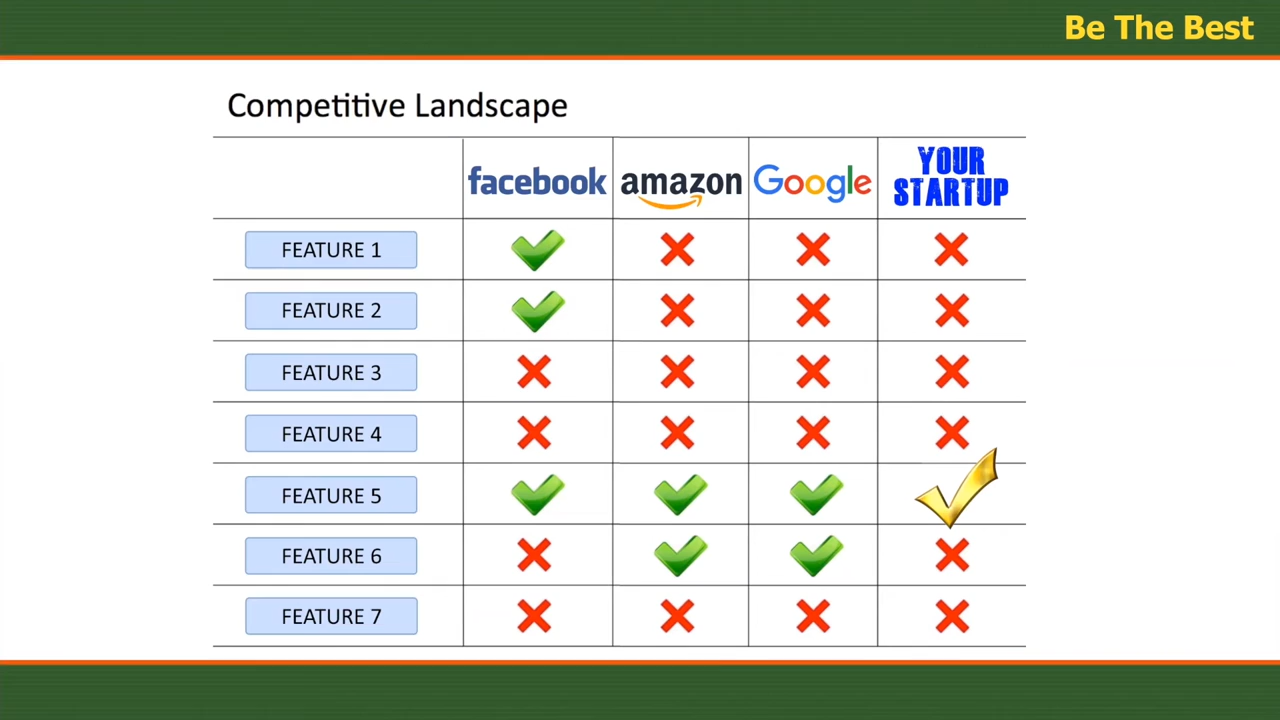 Be The Best
Competitive Landscape
facebook amazon Google YOUR STARTUP
FEATURE 1
FEATURE 2
FEATURE 3
FEATURE 4
FEATURE 5
FEATURE 6
FEATURE 7